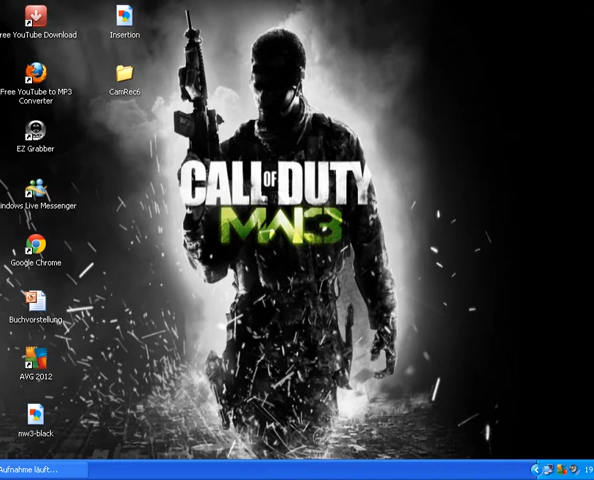 ree YouTube Download
Insertion
Free YouTube to MP3
Converter
CamRec6
EZ Grabber
indows Live Messenger
Google Chrome
Buchvorstellung
AVG 2012
mw3-black
CALL OF DUTY
MW3
Aufnahme läuft...
19